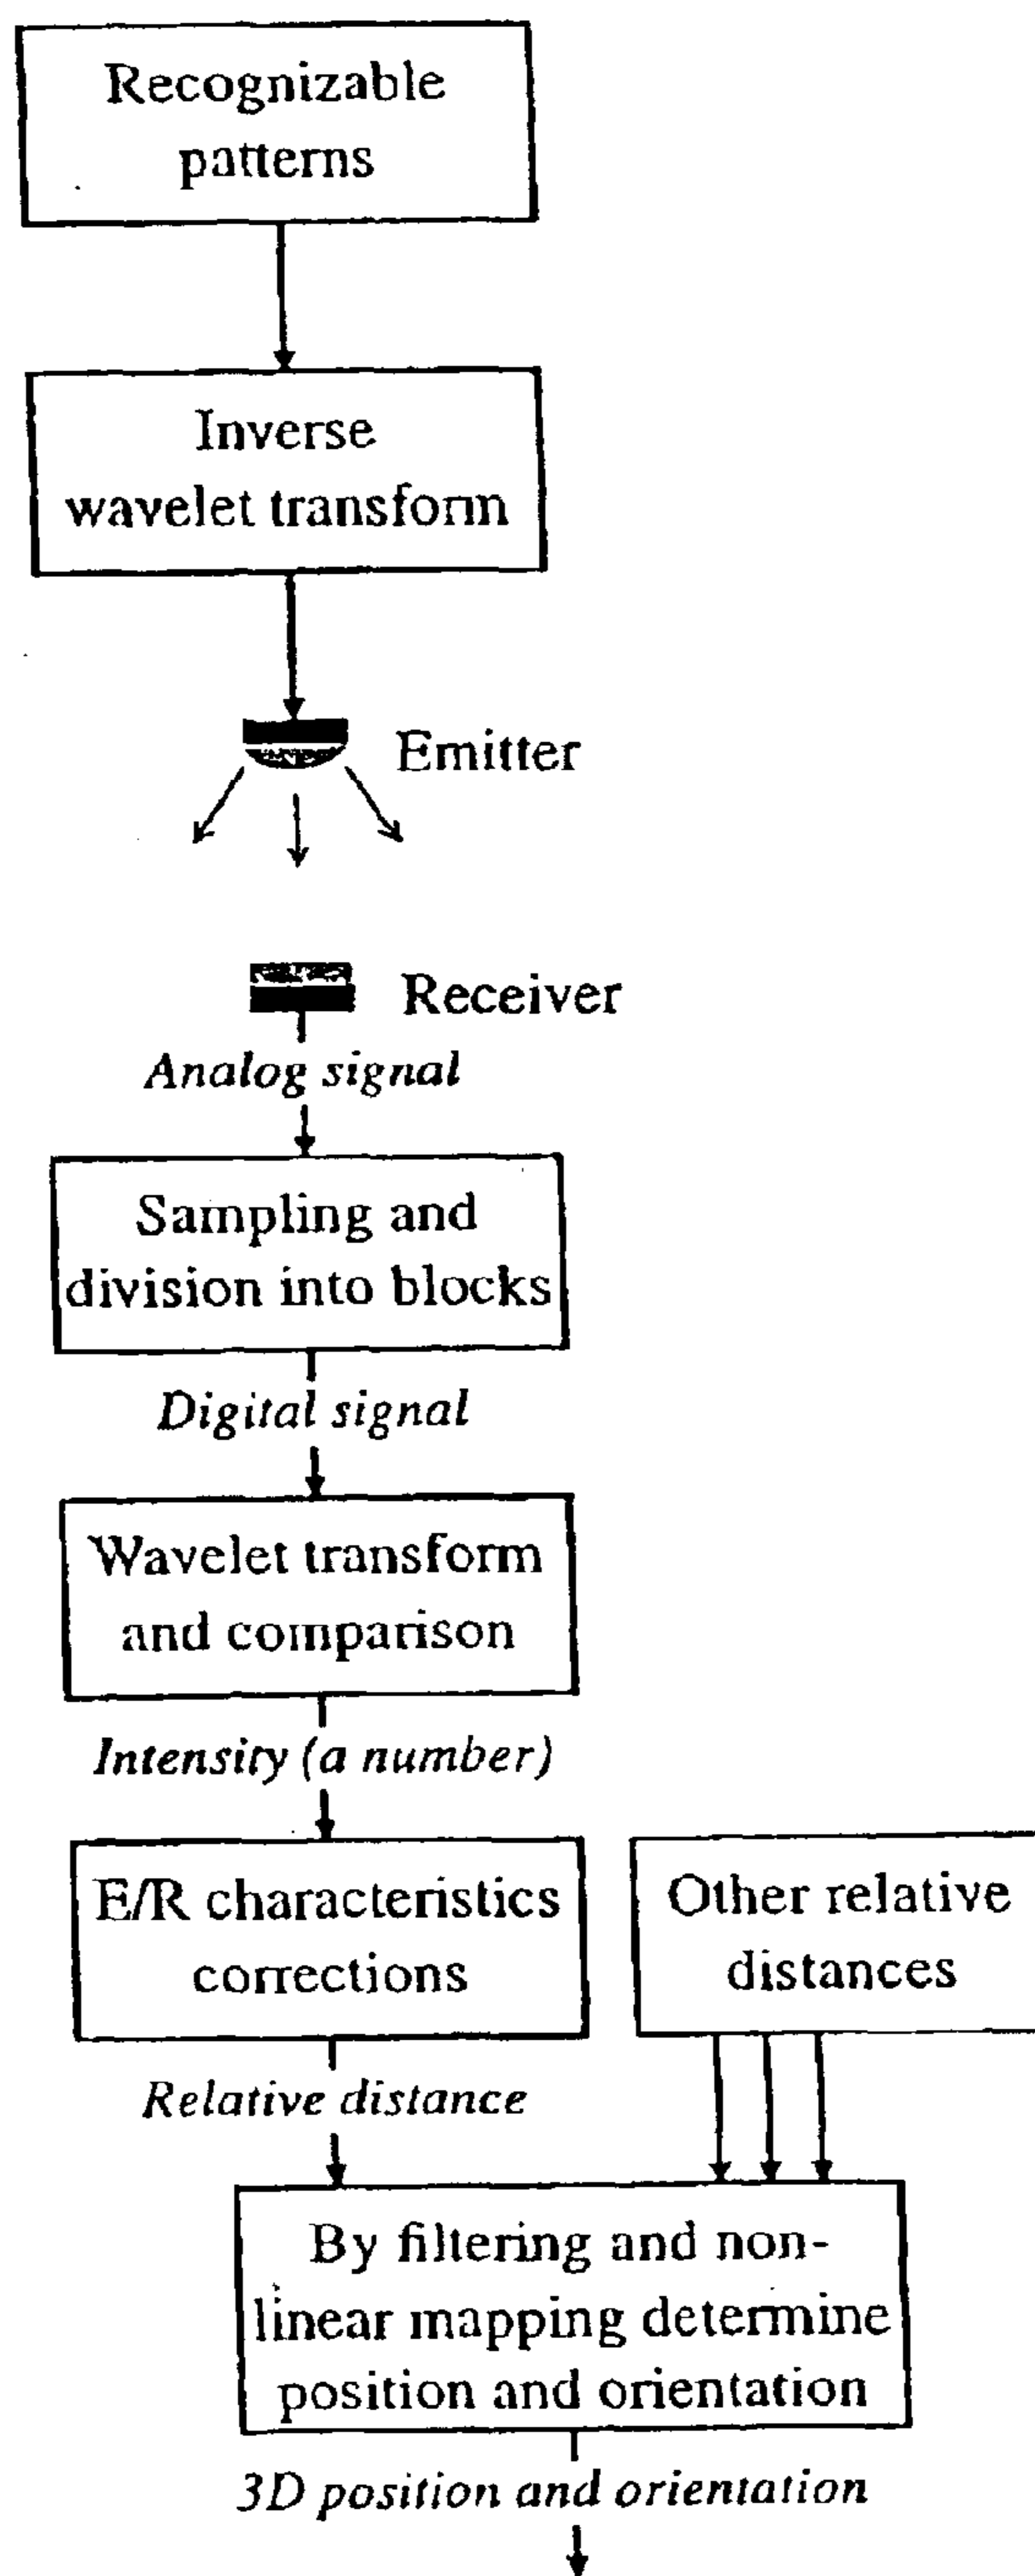 Recognizable
patterns
Inverse
wavelet transform
Emitter
Receiver
Analog signal
Sampling and
division into blocks
Digital signal
Wavelet transform
and comparison
Intensity (a number)
E/R characteristics
corrections
Other relative
distances
Relative distance
By filtering and non-
linear mapping determine
position and orientation
3D position and orientation